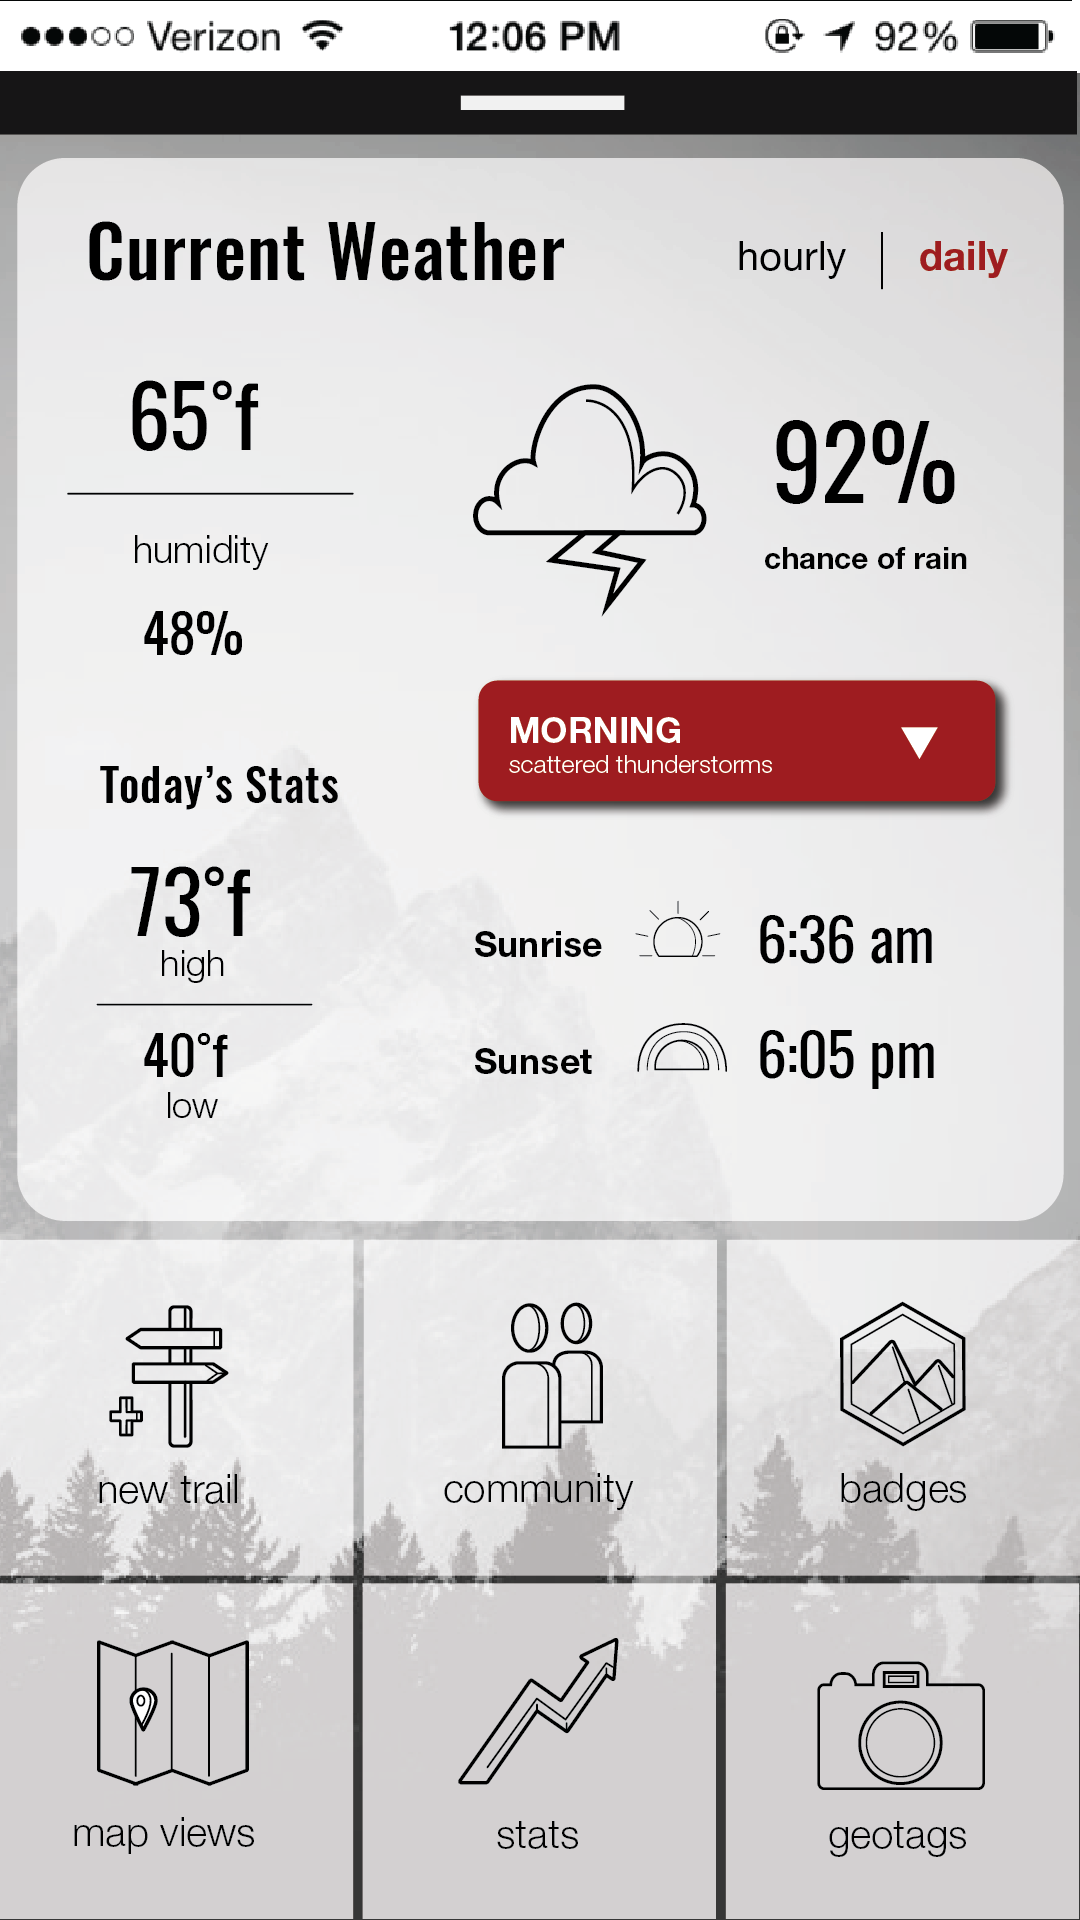 Verizon 12:06 PM 92%
Current Weather
hourly | daily
65°f
humidity
48%
92%
chance of rain
MORNING
scattered thunderstorms
Today’s Stats
73°f
high
40°f
low
Sunrise 6:36 am
Sunset 6:05 pm
new trail
community
badges
map views
stats
geotags